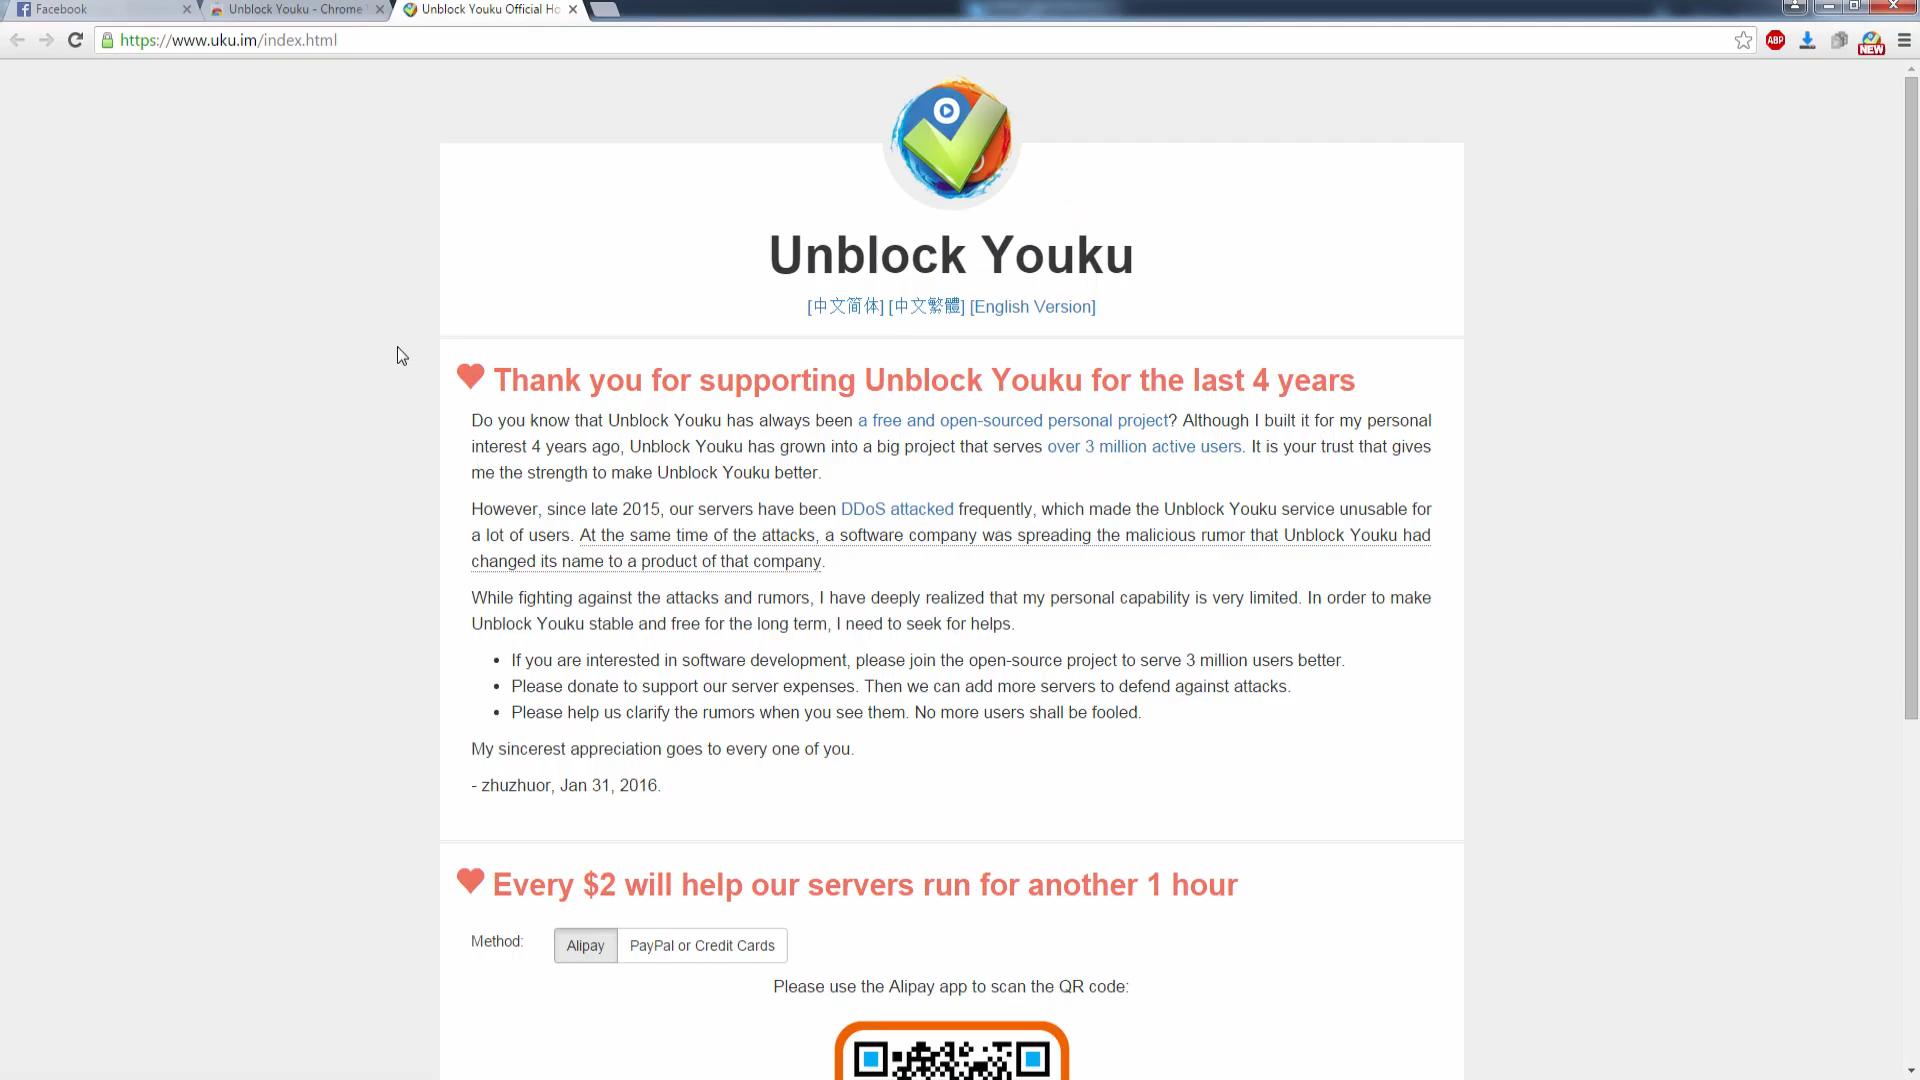 Facebook
Unblock Youku - Chrome
Unblock Youku Official Ho
https://www.uku.im/index.html
ABP
NEW
Unblock Youku
[中文简体] [中文繁體] [English Version]
Thank you for supporting Unblock Youku for the last 4 years
Do you know that Unblock Youku has always been a free and open-sourced personal project? Although I built it for my personal
interest 4 years ago, Unblock Youku has grown into a big project that serves over 3 million active users. It is your trust that gives
me the strength to make Unblock Youku better.
However, since late 2015, our servers have been DDoS attacked frequently, which made the Unblock Youku service unusable for
a lot of users. At the same time of the attacks, a software company was spreading the malicious rumor that Unblock Youku had
changed its name to a product of that company.
While fighting against the attacks and rumors, I have deeply realized that my personal capability is very limited. In order to make
Unblock Youku stable and free for the long term, I need to seek for helps.
• If you are interested in software development, please join the open-source project to serve 3 million users better.
• Please donate to support our server expenses. Then we can add more servers to defend against attacks.
• Please help us clarify the rumors when you see them. No more users shall be fooled.
My sincerest appreciation goes to every one of you.
- zhuzhuor, Jan 31, 2016.
Every $2 will help our servers run for another 1 hour
Method: Alipay PayPal or Credit Cards
Please use the Alipay app to scan the QR code: